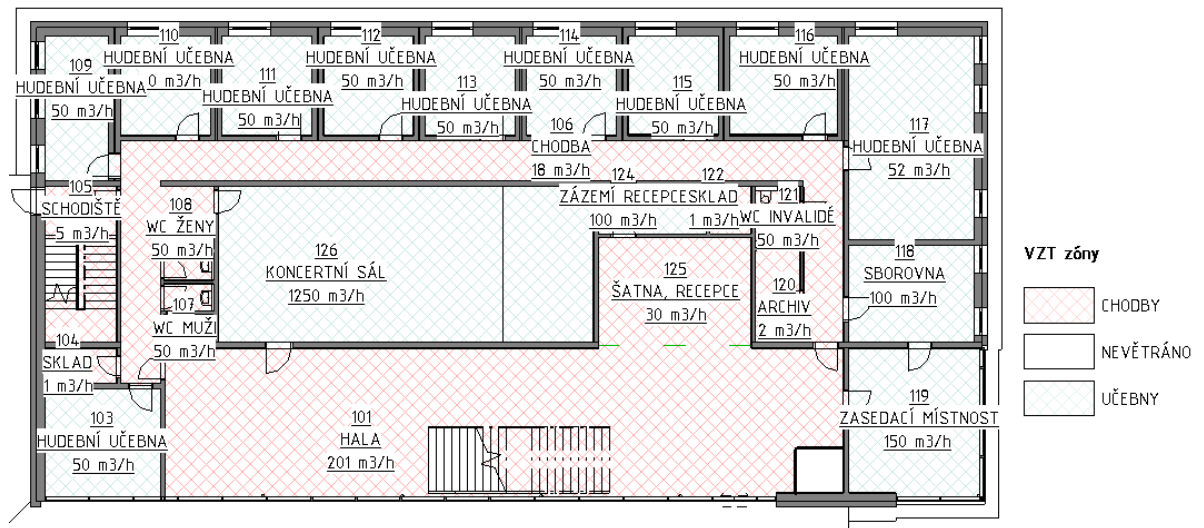 109
HUDEBNÍ UČEBNA
50 m3/h
110
HUDEBNÍ UČEBNA
0 m3/h
111
HUDEBNÍ UČEBNA
50 m3/h
112
HUDEBNÍ UČEBNA
50 m3/h
113
HUDEBNÍ UČEBNA
50 m3/h
114
HUDEBNÍ UČEBNA
50 m3/h
115
HUDEBNÍ UČEBNA
50 m3/h
116
HUDEBNÍ UČEBNA
50 m3/h
117
HUDEBNÍ UČEBNA
52 m3/h
106
CHODBA
18 m3/h
105
SCHODIŠTĚ
5 m3/h
108
WC ŽENY
50 m3/h
126
KONCERTNÍ SÁL
1250 m3/h
124
ZÁZEMÍ RECEPCE
100 m3/h
122
SKLAD
1 m3/h
121
WC INVALIDÉ
50 m3/h
118
SBOROVNA
100 m3/h
125
ŠATNA, RECEPCE
30 m3/h
120
ARCHIV
2 m3/h
107
WC MUŽI
50 m3/h
104
SKLAD
1 m3/h
103
HUDEBNÍ UČEBNA
50 m3/h
101
HALA
201 m3/h
119
ZASEDACÍ MÍSTNOST
150 m3/h
VZT zóny
CHODBY
NEVĚTRÁNO
UČEBNY